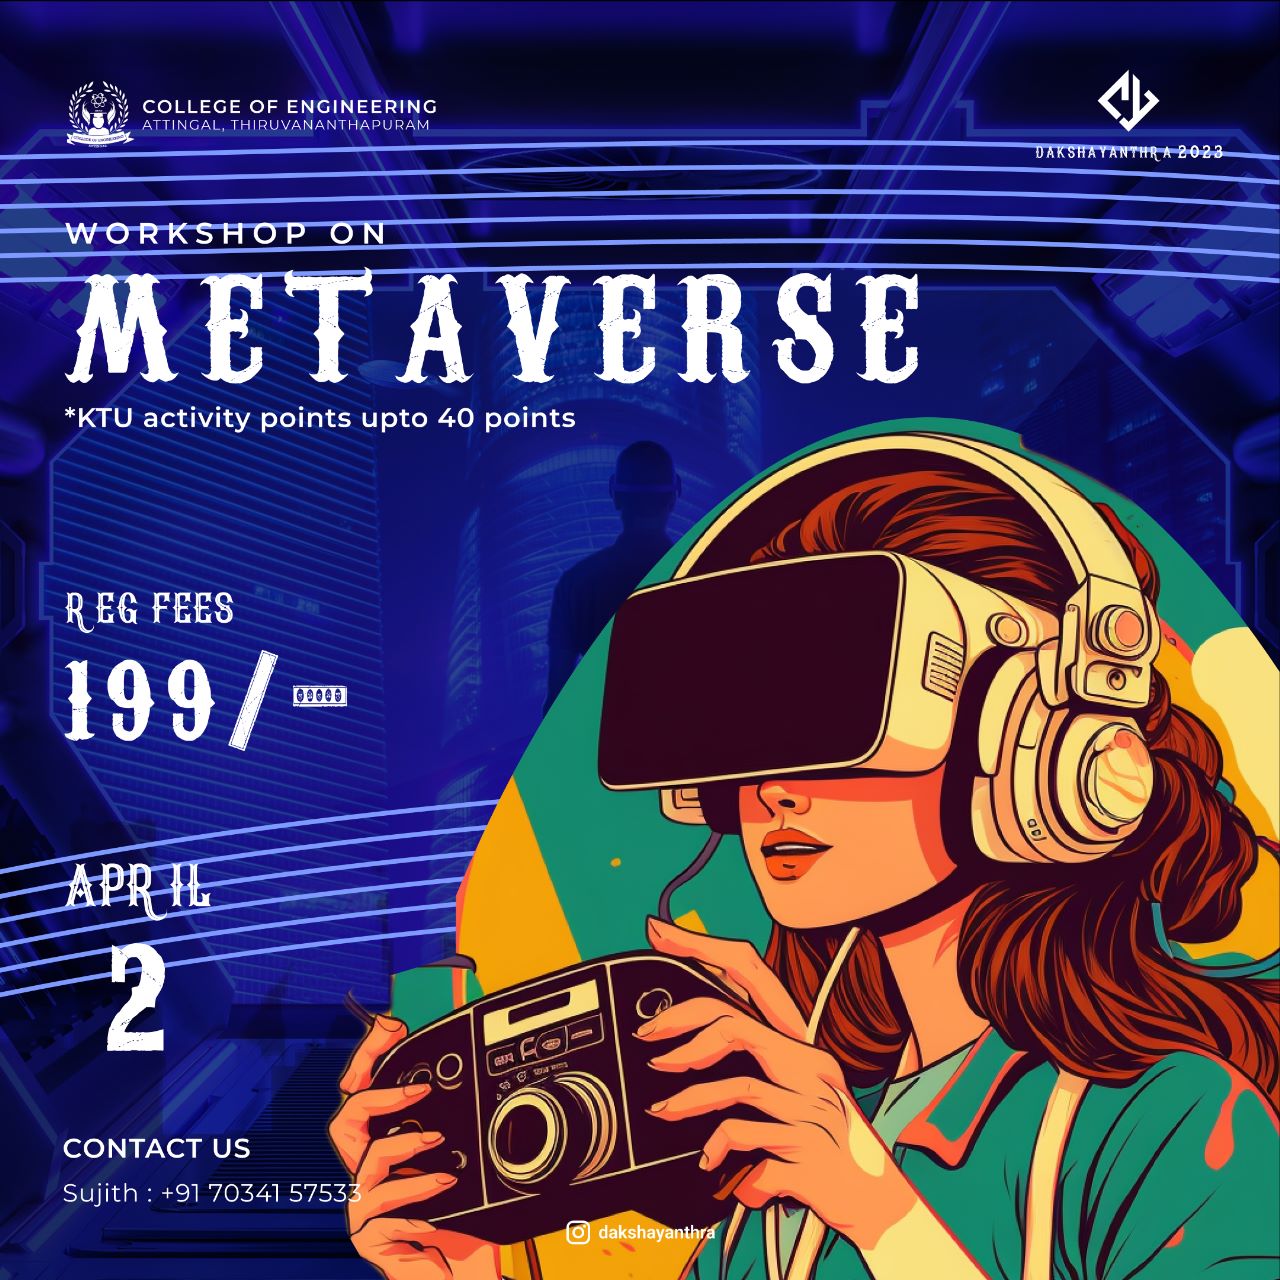 COLLEGE OF ENGINEERING
ATTINGAL, THIRUVANANTHAPURAM
DAKSHAYANTHRA 2023
WORKSHOP ON
METAVERSE
*KTU activity points upto 40 points
REG FEES
199/-
APRIL
2
CONTACT US
Sujith : +91 70341 57533
dakshayanthra